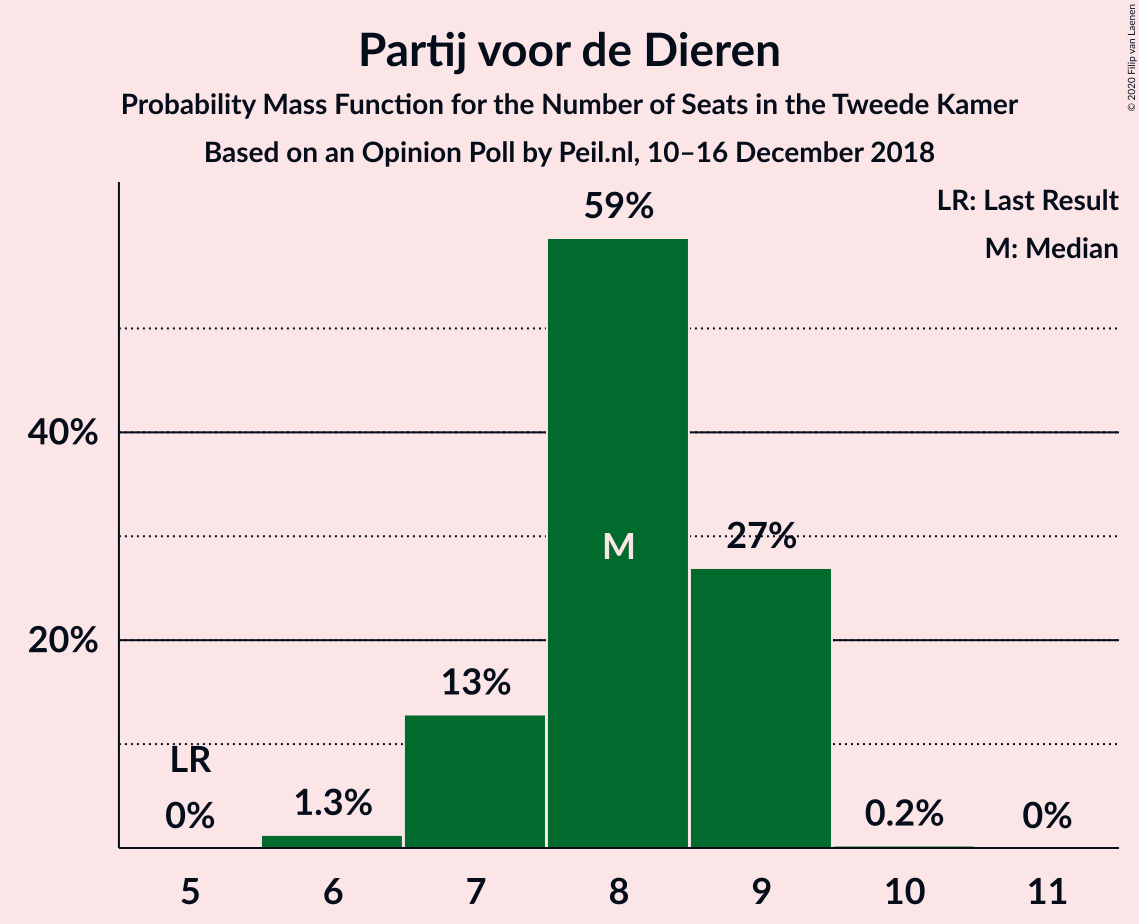 Partij voor de Dieren
Probability Mass Function for the Number of Seats in the Tweede Kamer
Based on an Opinion Poll by Peil.nl, 10–16 December 2018
© 2020 Filip van Laenen
LR: Last Result
M: Median
59%
40%
M
27%
20%
13%
LR
0%
1.3%
0.2%
0%
5 6 7 8 9 10 11